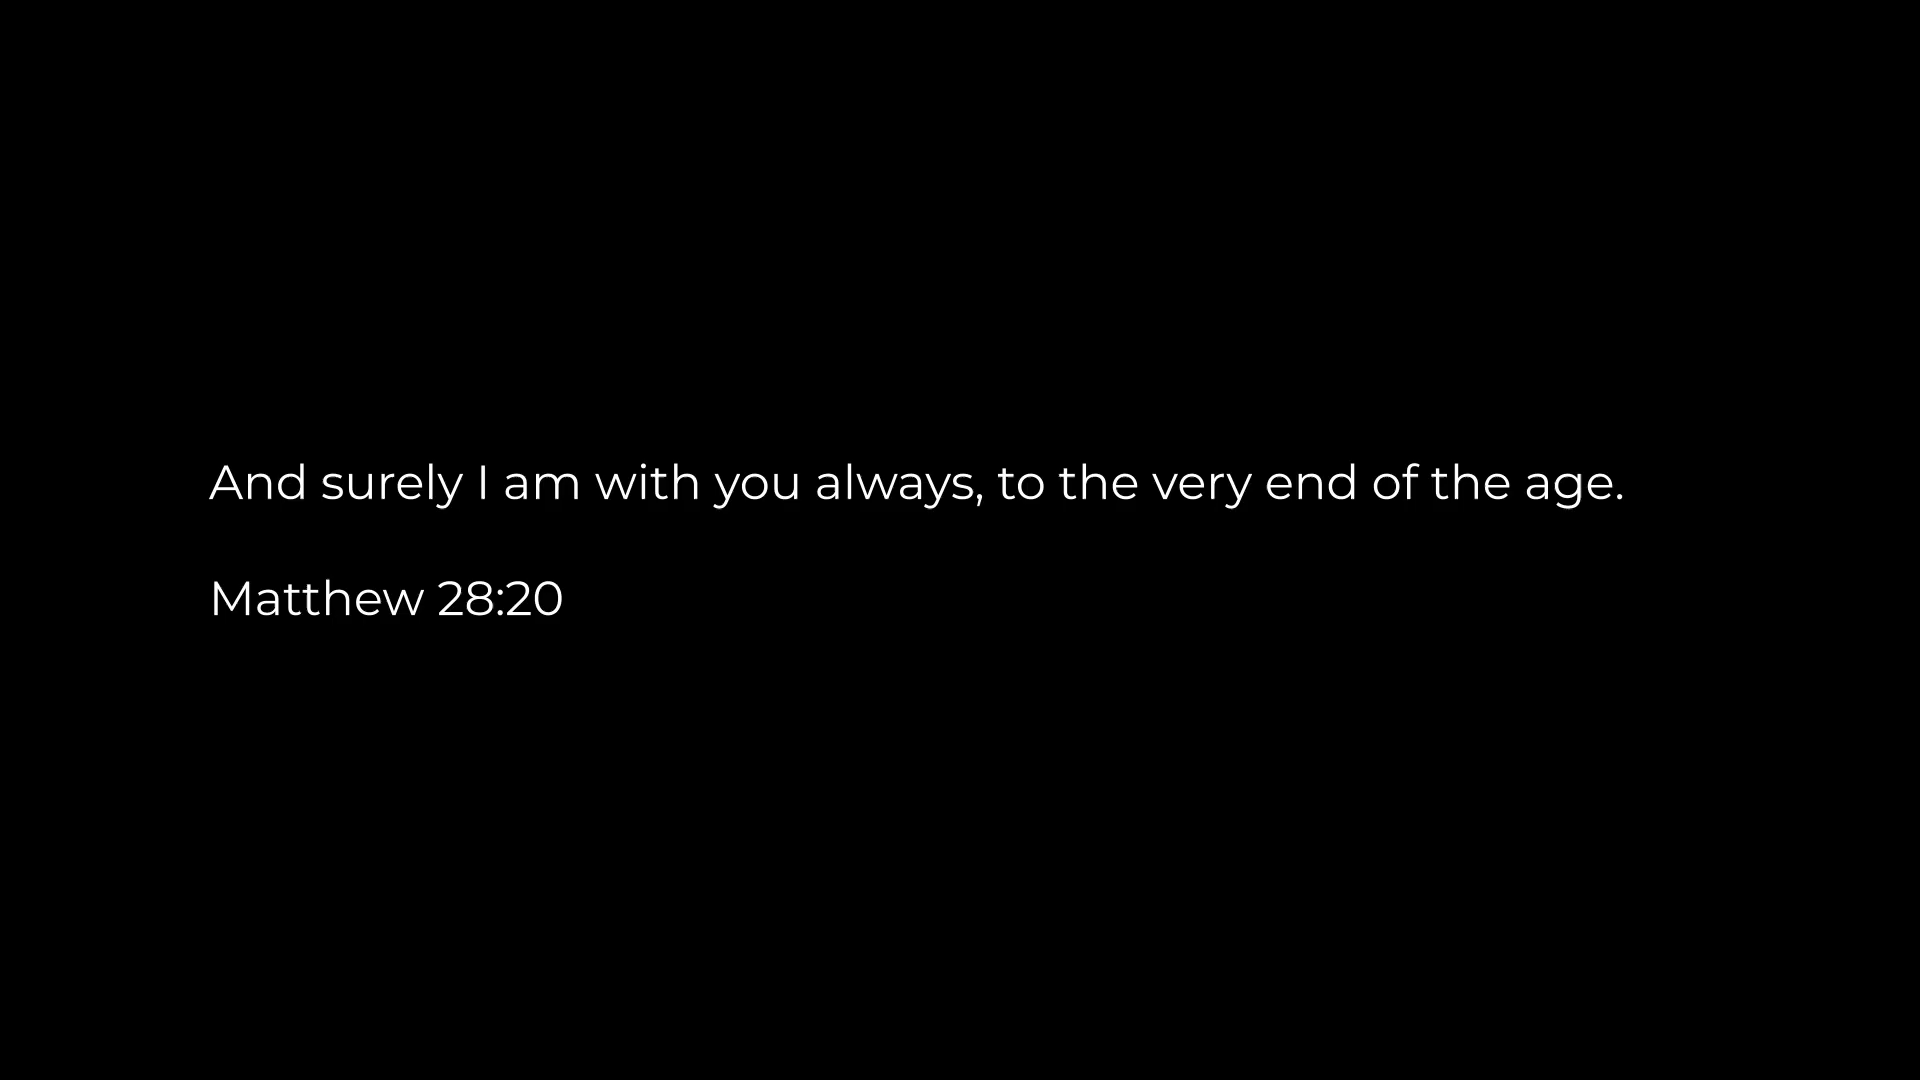 And surely I am with you always, to the very end of the age.
Matthew 28:20